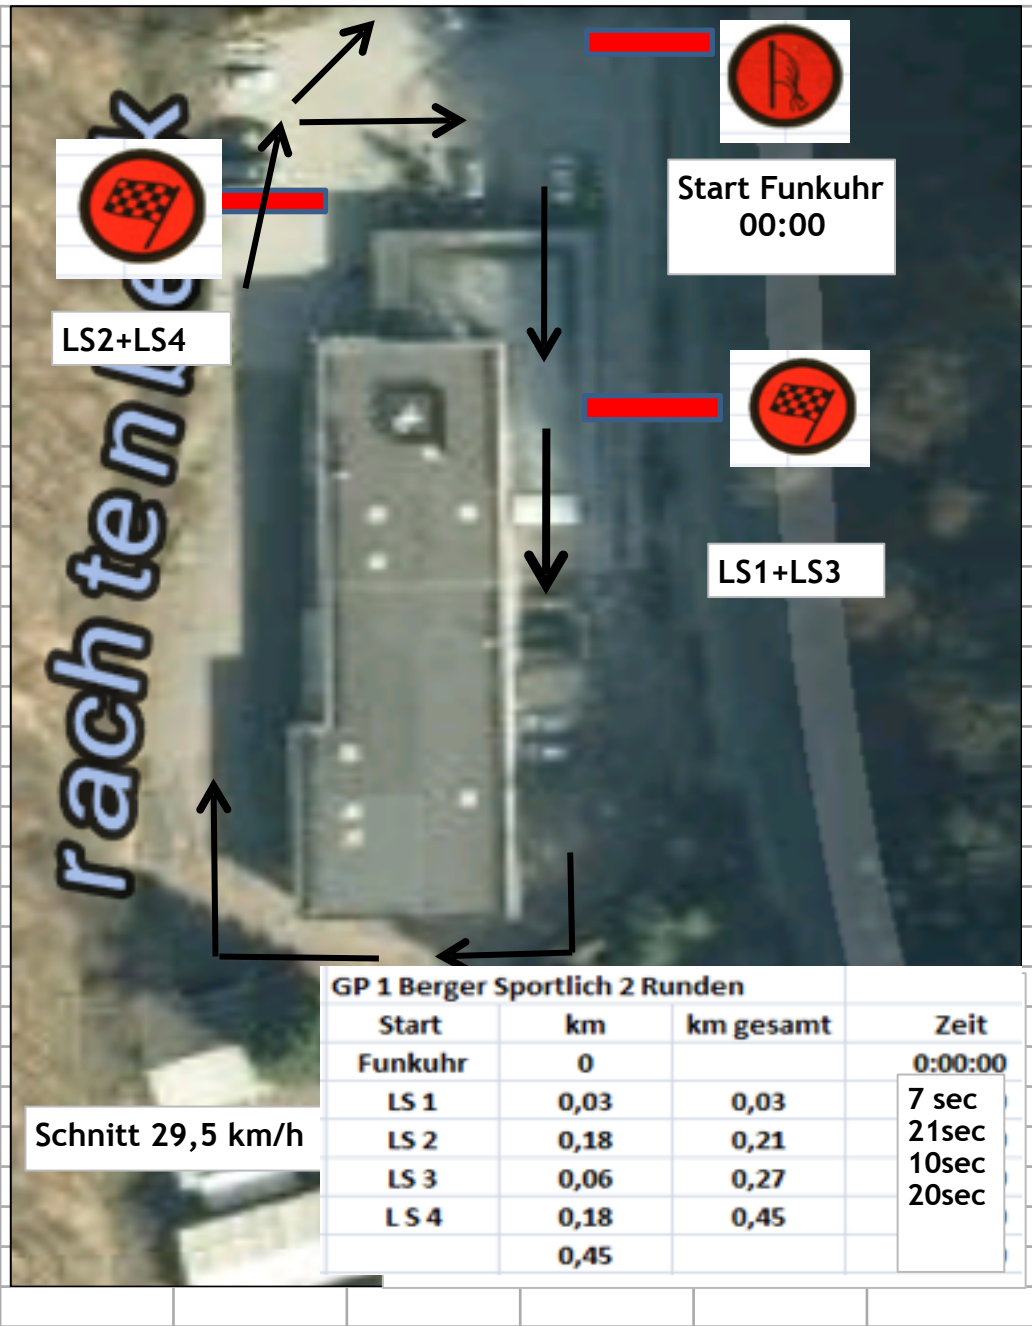 Start Funkuhr
00:00
LS2+LS4
LS1+LS3
rachtenbe k
GP 1 Berger Sportlich 2 Runden
Start km km gesamt Zeit
Funkuhr 0 0:00:00
LS 1 0,03 0,03 7 sec
LS 2 0,18 0,21 21sec
LS 3 0,06 0,27 10sec
L S 4 0,18 0,45 20sec
0,45
Schnitt 29,5 km/h